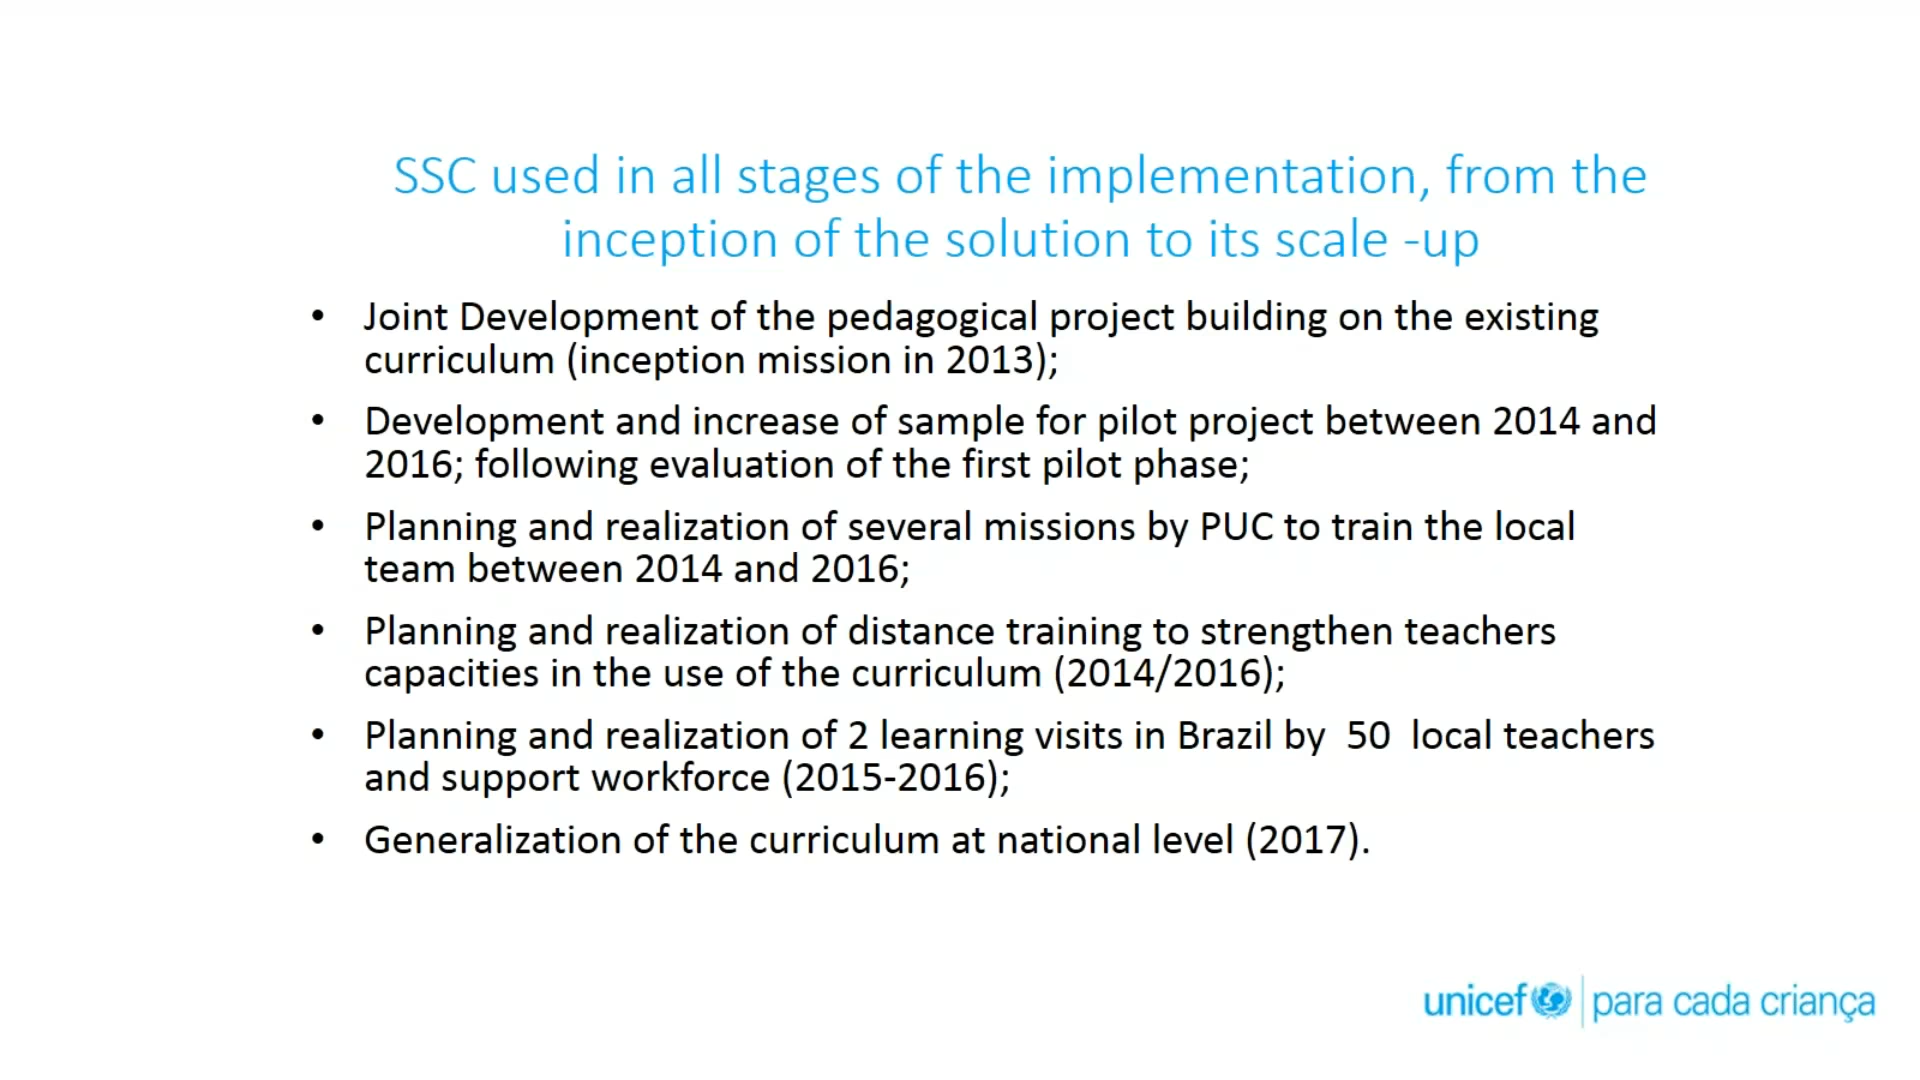 SSC used in all stages of the implementation, from the
inception of the solution to its scale -up
• Joint Development of the pedagogical project building on the existing
curriculum (inception mission in 2013);
• Development and increase of sample for pilot project between 2014 and
2016; following evaluation of the first pilot phase;
• Planning and realization of several missions by PUC to train the local
team between 2014 and 2016;
• Planning and realization of distance training to strengthen teachers
capacities in the use of the curriculum (2014/2016);
• Planning and realization of 2 learning visits in Brazil by  50  local teachers
and support workforce (2015-2016);
• Generalization of the curriculum at national level (2017).
unicef | para cada criança